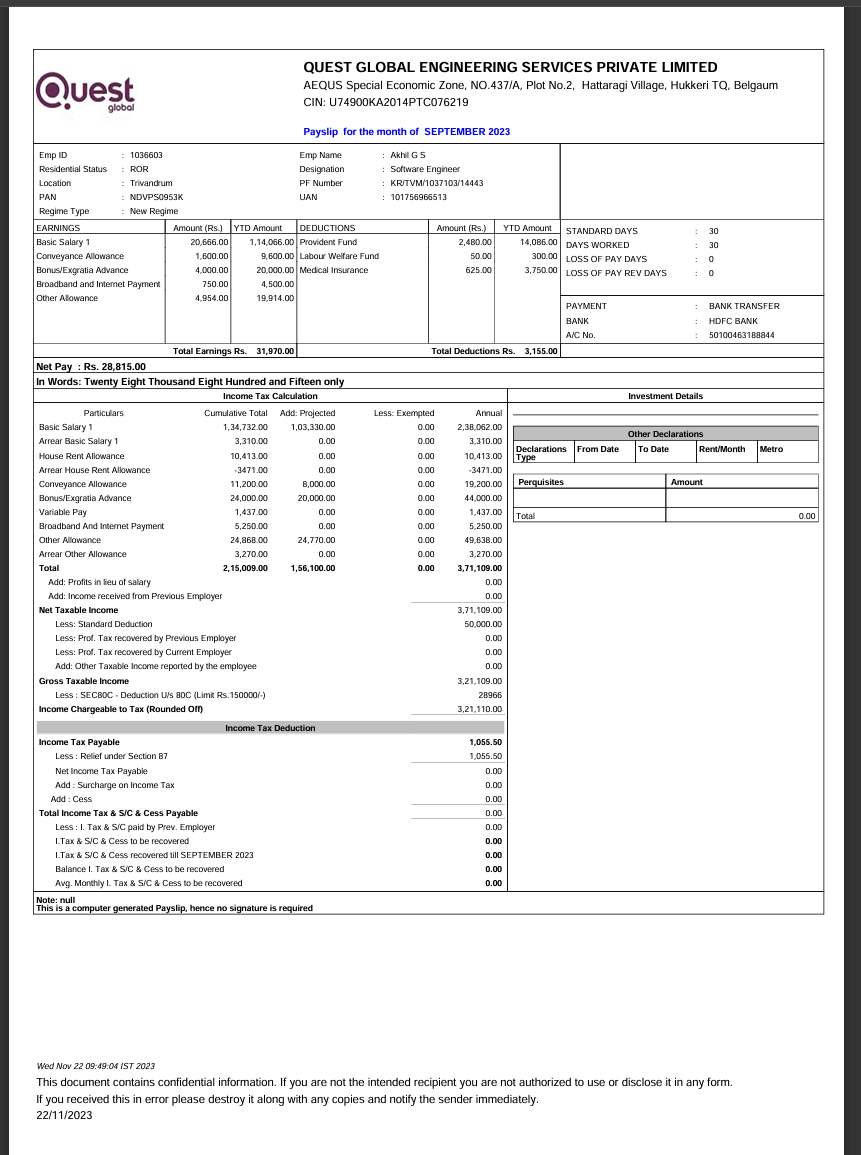 Quest
global
QUEST GLOBAL ENGINEERING SERVICES PRIVATE LIMITED
AEQUS Special Economic Zone, NO.437/A, Plot No.2, Hattaragi Village, Hukkeri TQ, Belgaum
CIN: U74900KA2014PTC076219
Payslip for the month of SEPTEMBER 2023
Emp ID : 1036603 Emp Name : Akhil G S
Residential Status : ROR Designation : Software Engineer
Location : Trivandrum PF Number : KR/TVM/1037103/14443
PAN : NDVPS0953K UAN : 101756966513
Regime Type : New Regime
EARNINGS Amount (Rs.) YTD Amount DEDUCTIONS Amount (Rs.) YTD Amount
Basic Salary 1 20,666.00 1,14,066.00 Provident Fund 2,480.00 14,086.00
Conveyance Allowance 1,600.00 9,600.00 Labour Welfare Fund 50.00 300.00
Bonus/Exgratia Advance 4,000.00 20,000.00 Medical Insurance 625.00 3,750.00
Broadband and Internet Payment 750.00 4,500.00
Other Allowance 4,954.00 19,914.00
STANDARD DAYS : 30
DAYS WORKED : 30
LOSS OF PAY DAYS : 0
LOSS OF PAY REV DAYS : 0
PAYMENT : BANK TRANSFER
BANK : HDFC BANK
A/C No. : 50100463188844
Total Earnings Rs. 31,970.00 Total Deductions Rs. 3,155.00
Net Pay : Rs. 28,815.00
In Words: Twenty Eight Thousand Eight Hundred and Fifteen only
Income Tax Calculation
Particulars Cumulative Total Add: Projected Less: Exempted Annual
Basic Salary 1 1,34,732.00 1,03,330.00 0.00 2,38,062.00
Arrear Basic Salary 1 3,310.00 0.00 0.00 3,310.00
House Rent Allowance 10,413.00 0.00 0.00 10,413.00
Arrear House Rent Allowance -3471.00 0.00 0.00 -3471.00
Conveyance Allowance 11,200.00 8,000.00 0.00 19,200.00
Bonus/Exgratia Advance 24,000.00 20,000.00 0.00 44,000.00
Variable Pay 1,437.00 0.00 0.00 1,437.00
Broadband And Internet Payment 5,250.00 0.00 0.00 5,250.00
Other Allowance 24,868.00 24,770.00 0.00 49,638.00
Arrear Other Allowance 3,270.00 0.00 0.00 3,270.00
Total 2,15,009.00 1,56,100.00 0.00 3,71,109.00
Add: Profits in lieu of salary 0.00
Add: Income received from Previous Employer 0.00
Net Taxable Income 3,71,109.00
Less: Standard Deduction 50,000.00
Less: Prof. Tax recovered by Previous Employer 0.00
Less: Prof. Tax recovered by Current Employer 0.00
Add: Other Taxable Income reported by the employee 0.00
Gross Taxable Income 3,21,109.00
Less : SEC80C - Deduction U/s 80C (Limit Rs.150000/-) 28966
Income Chargeable to Tax (Rounded Off) 3,21,110.00
Income Tax Deduction
Income Tax Payable 1,055.50
Less : Relief under Section 87 1,055.50
Net Income Tax Payable 0.00
Add : Surcharge on Income Tax 0.00
Add : Cess 0.00
Total Income Tax & S/C & Cess Payable 0.00
Less : I. Tax & S/C paid by Prev. Employer 0.00
I.Tax & S/C & Cess to be recovered 0.00
I.Tax & S/C & Cess recovered till SEPTEMBER 2023 0.00
Balance I. Tax & S/C & Cess to be recovered 0.00
Avg. Monthly I. Tax & S/C & Cess to be recovered 0.00
Investment Details
Other Declarations
Declarations Type From Date To Date Rent/Month Metro
Perquisites Amount
Total 0.00
Note: null
This is a computer generated Payslip, hence no signature is required
Wed Nov 22 09:49:04 IST 2023
This document contains confidential information. If you are not the intended recipient you are not authorized to use or disclose it in any form.
If you received this in error please destroy it along with any copies and notify the sender immediately.
22/11/2023